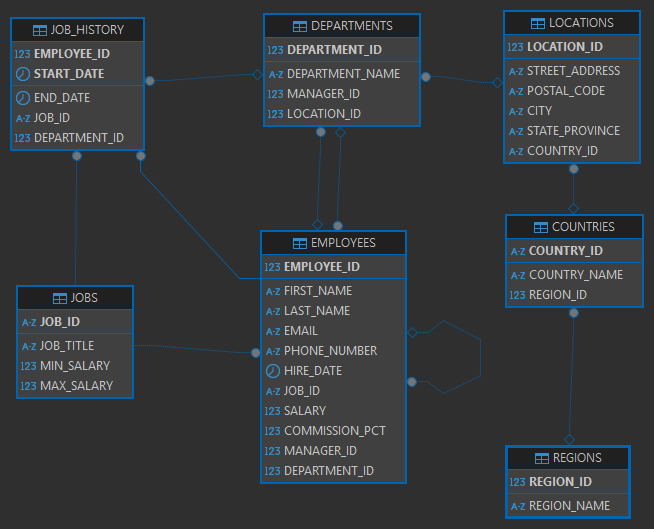 JOB_HISTORY
123 EMPLOYEE_ID
START_DATE
END_DATE
A-Z JOB_ID
123 DEPARTMENT_ID
DEPARTMENTS
123 DEPARTMENT_ID
A-Z DEPARTMENT_NAME
123 MANAGER_ID
123 LOCATION_ID
LOCATIONS
123 LOCATION_ID
A-Z STREET_ADDRESS
A-Z POSTAL_CODE
A-Z CITY
A-Z STATE_PROVINCE
A-Z COUNTRY_ID
EMPLOYEES
123 EMPLOYEE_ID
A-Z FIRST_NAME
A-Z LAST_NAME
A-Z EMAIL
A-Z PHONE_NUMBER
HIRE_DATE
A-Z JOB_ID
123 SALARY
123 COMMISSION_PCT
123 MANAGER_ID
123 DEPARTMENT_ID
COUNTRIES
A-Z COUNTRY_ID
A-Z COUNTRY_NAME
123 REGION_ID
JOBS
A-Z JOB_ID
A-Z JOB_TITLE
123 MIN_SALARY
123 MAX_SALARY
REGIONS
123 REGION_ID
A-Z REGION_NAME